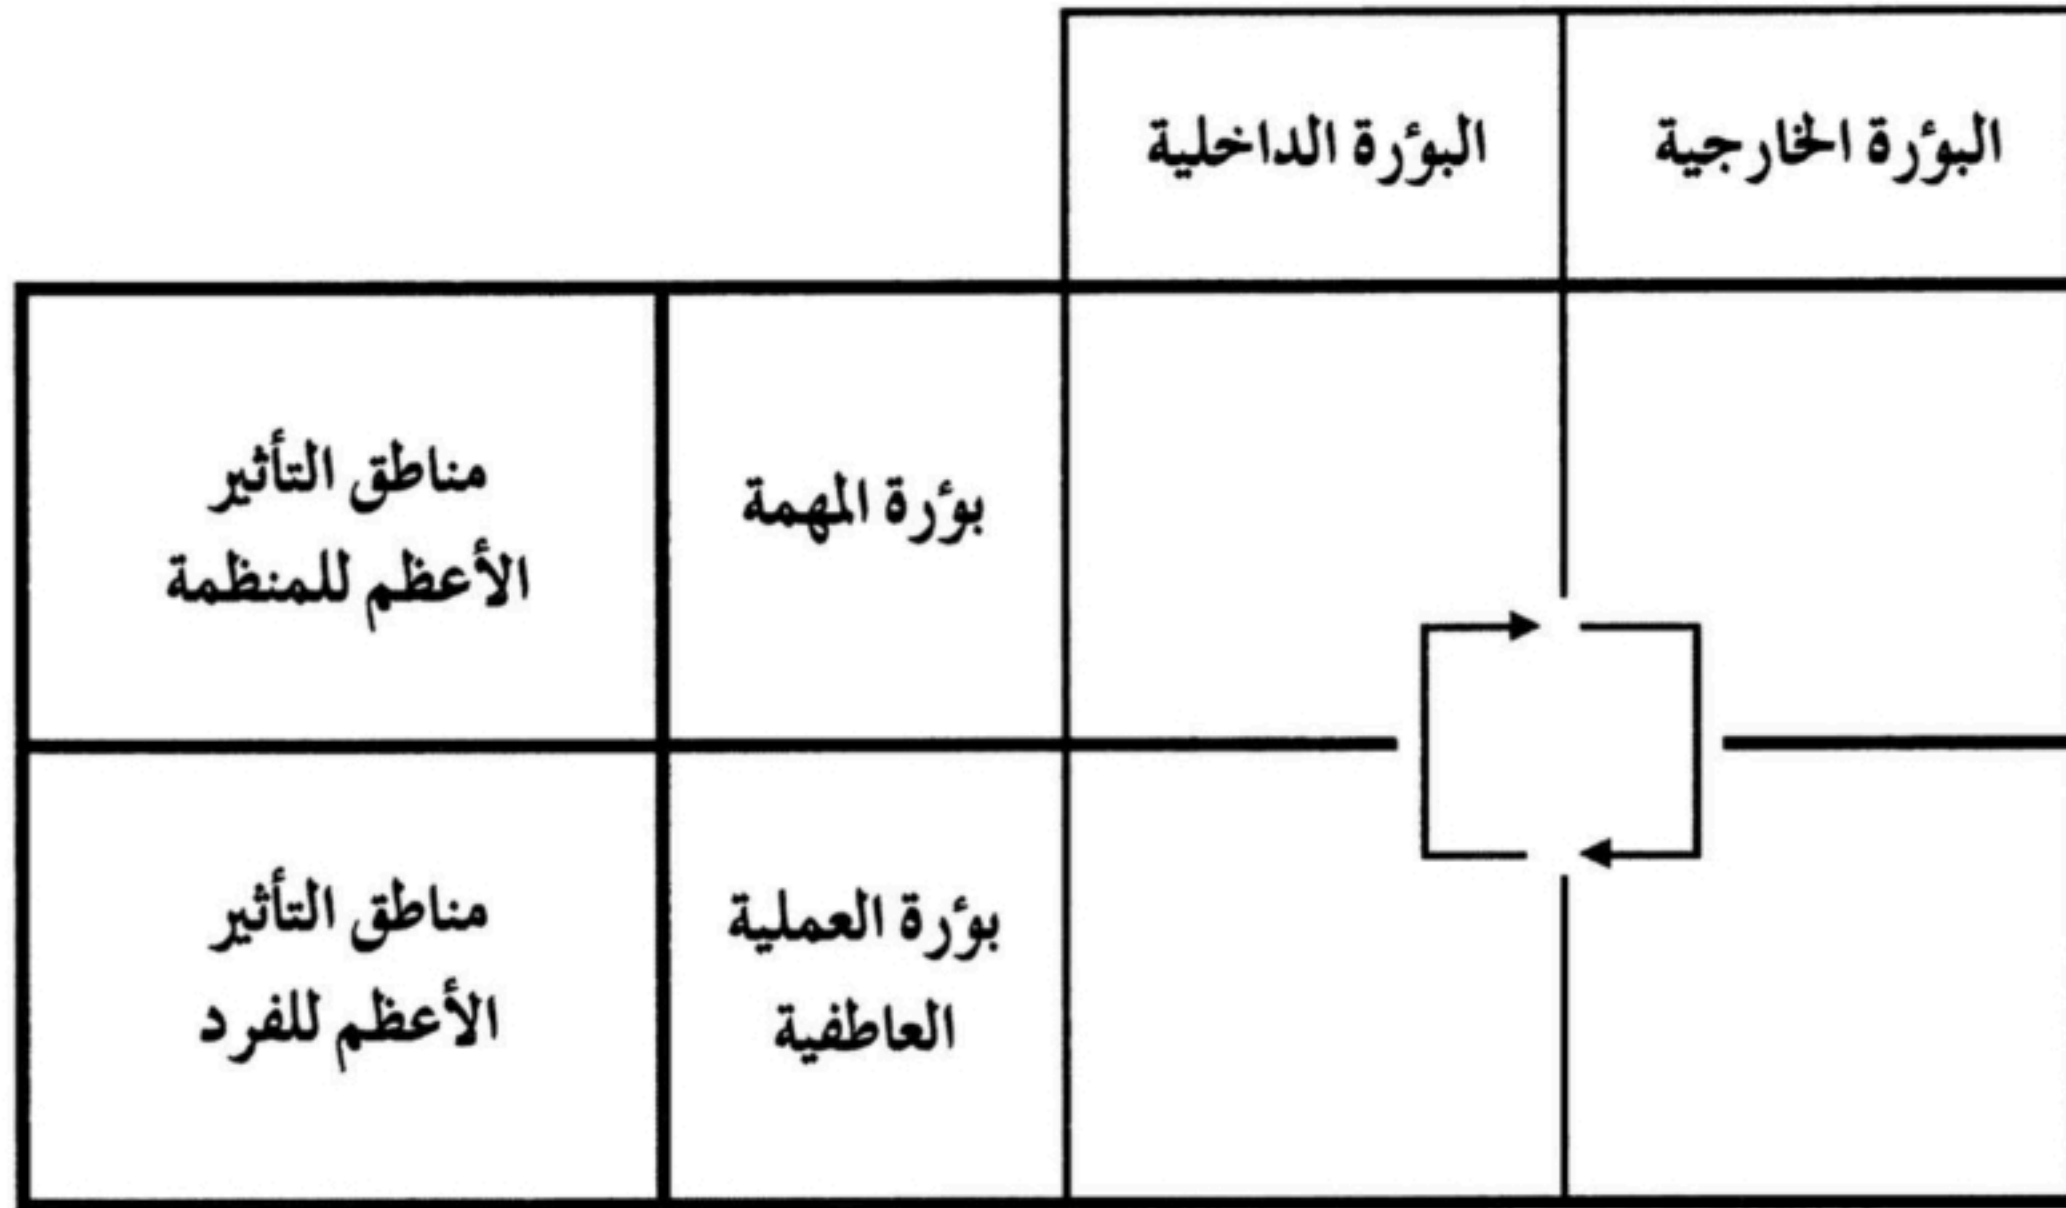 البؤرة الخارجية
البؤرة الداخلية
بؤرة المهمة
مناطق التأثير
الأعظم للمنظمة
بؤرة العملية
العاطفية
مناطق التأثير
الأعظم للفرد